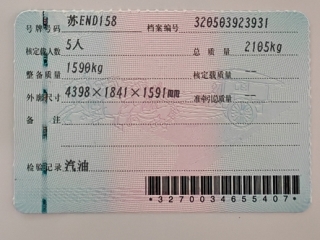 号牌号码 苏END158 档案编号 320503923931
核定载人数 5人 总质量 2105kg
整备质量 1590kg 核定载质量
外廓尺寸 4398×1841×1591㎜ 准牵引总质量 --
备注
检验记录 汽油
*3270034655407*